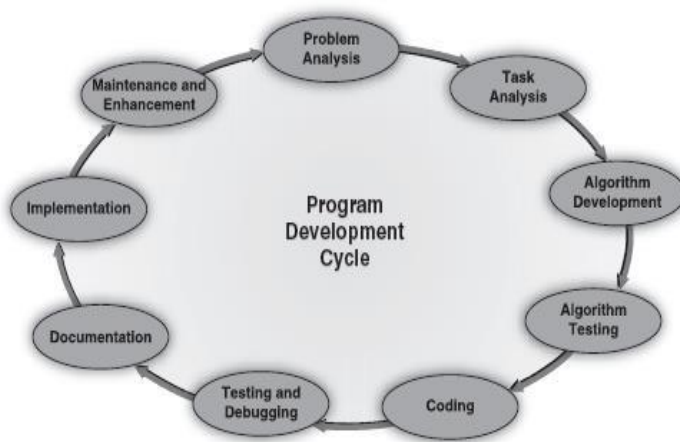 Problem
Analysis
Task
Analysis
Algorithm
Development
Algorithm
Testing
Coding
Testing and
Debugging
Documentation
Implementation
Maintenance and
Enhancement
Program
Development
Cycle